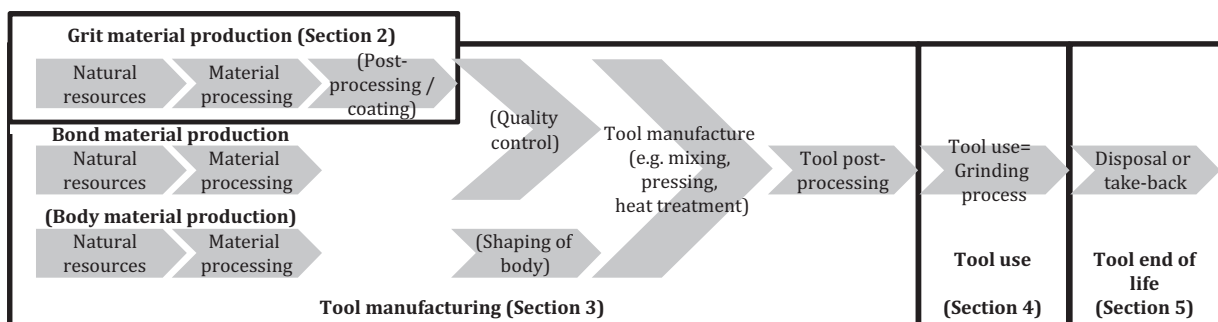 Grit material production (Section 2)
Natural
resources
Material
processing
(Post-
processing /
coating)
Bond material production
Natural
resources
Material
processing
(Body material production)
Natural
resources
Material
processing
(Quality
control)
(Shaping of
body)
Tool manufacture
(e.g. mixing,
pressing,
heat treatment)
Tool post-
processing
Tool manufacturing (Section 3)
Tool use=
Grinding
process
Tool use
(Section 4)
Disposal or
take-back
Tool end of
life
(Section 5)